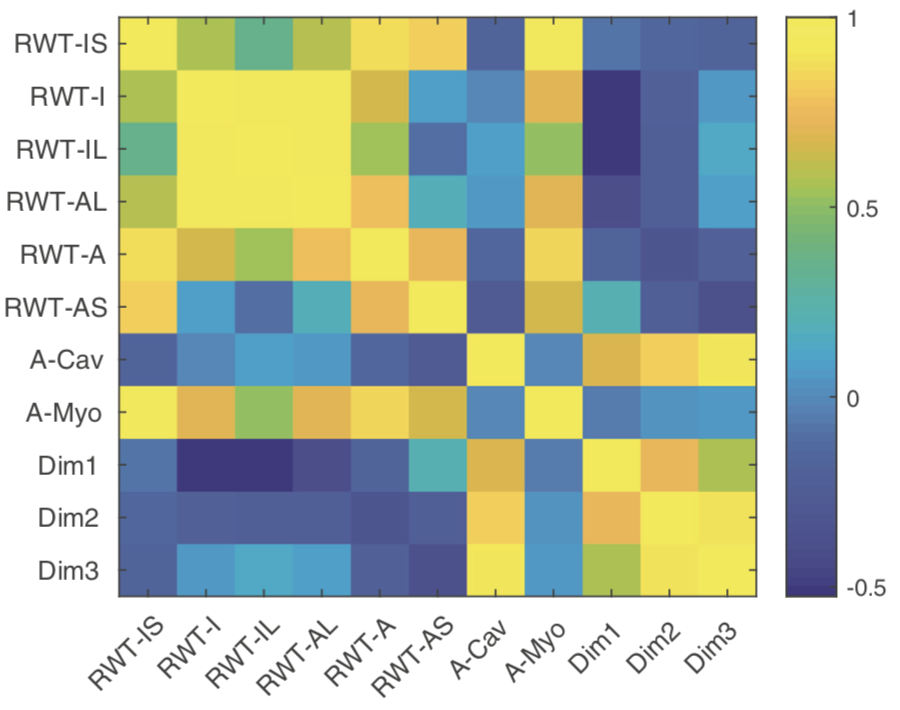 RWT-IS
RWT-I
RWT-IL
RWT-AL
RWT-A
RWT-AS
A-Cav
A-Myo
Dim1
Dim2
Dim3
RWT-IS
RWT-I
RWT-IL
RWT-AL
RWT-A
RWT-AS
A-Cav
A-Myo
Dim1
Dim2
Dim3
1
0.5
0
-0.5